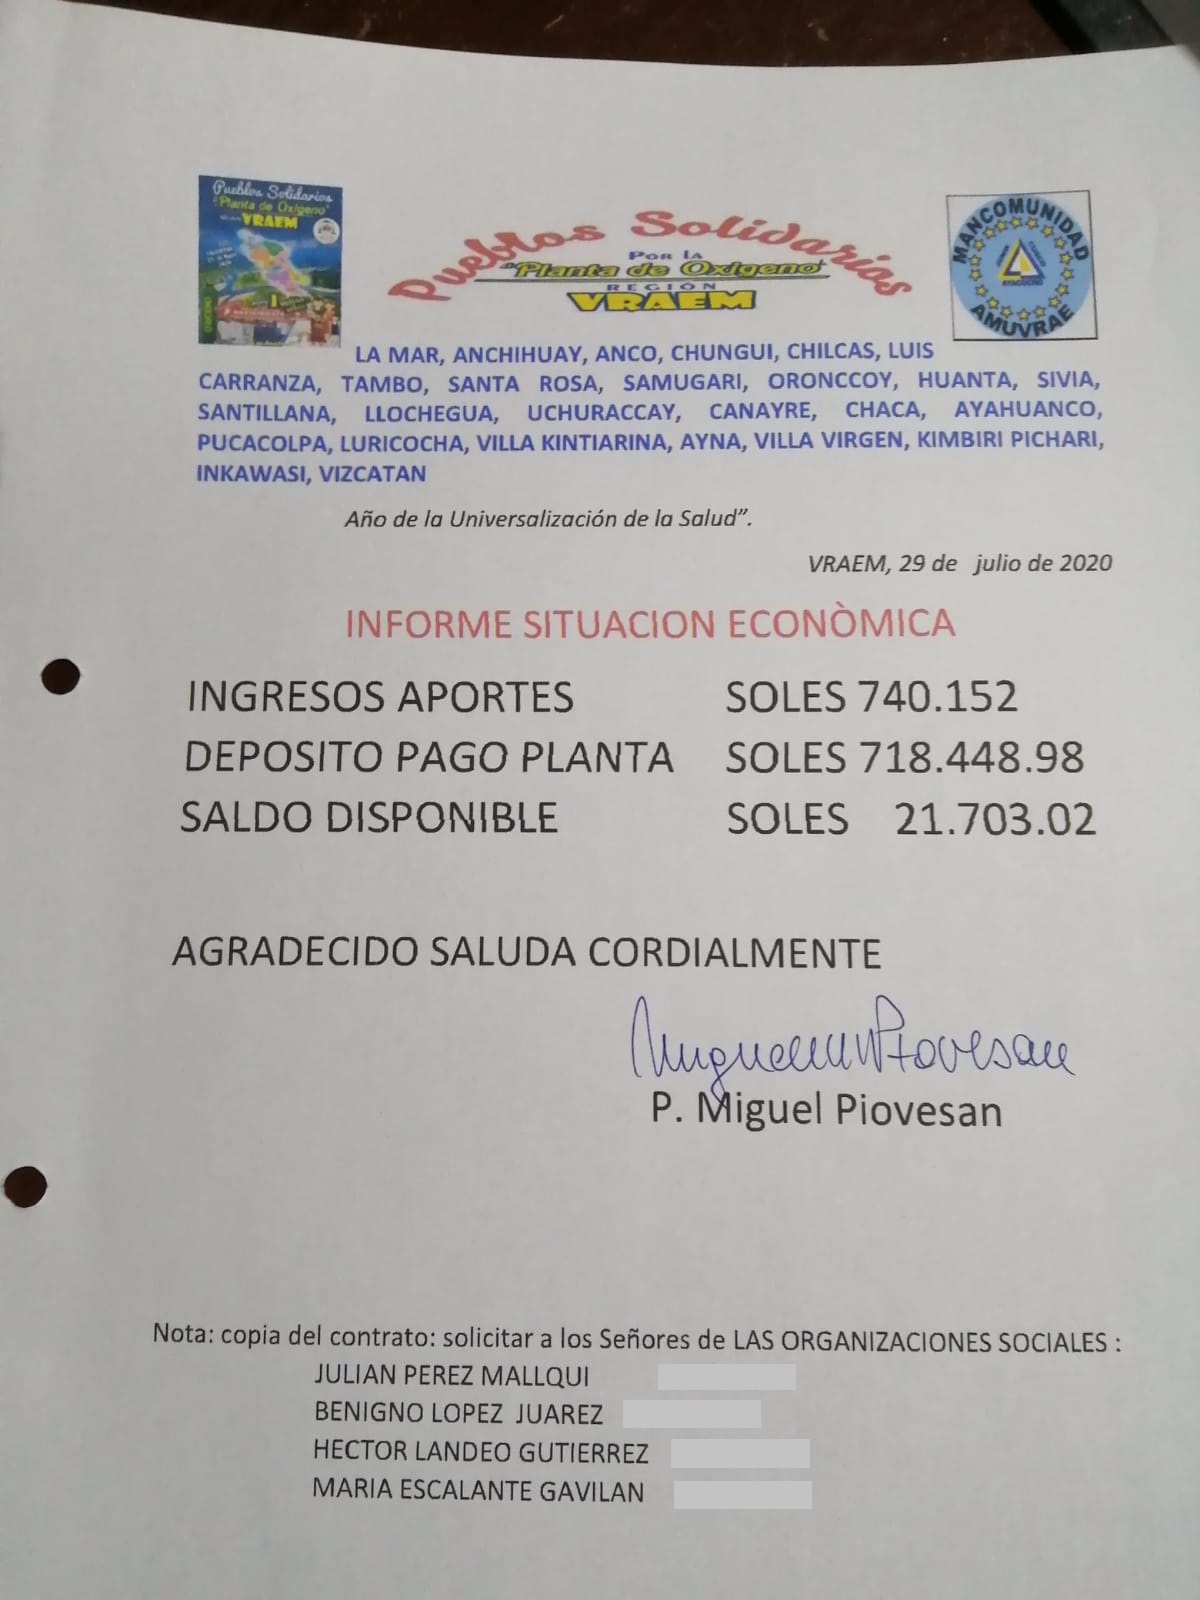 Pueblos Solidarios
"Planta de Oxígeno"
VRAEM
Pueblos Solidarios
POR LA
"Planta de Oxigeno"
REGIÓN
VRAEM
MANCOMUNIDAD
AMUVRAE
LA MAR, ANCHIHUAY, ANCO, CHUNGUI, CHILCAS, LUIS
CARRANZA, TAMBO, SANTA ROSA, SAMUGARI, ORONCCOY, HUANTA, SIVIA,
SANTILLANA, LLOCHEGUA, UCHURACCAY, CANAYRE, CHACA, AYAHUANCO,
PUCACOLPA, LURICOCHA, VILLA KINTIARINA, AYNA, VILLA VIRGEN, KIMBIRI PICHARI,
INKAWASI, VIZCATAN
Año de la Universalización de la Salud”.
VRAEM, 29 de julio de 2020
INFORME SITUACION ECONÒMICA
INGRESOS APORTES SOLES 740.152
DEPOSITO PAGO PLANTA SOLES 718.448.98
SALDO DISPONIBLE SOLES 21.703.02
AGRADECIDO SALUDA CORDIALMENTE
P. Miguel Piovesan
Nota: copia del contrato: solicitar a los Señores de LAS ORGANIZACIONES SOCIALES :
JULIAN PEREZ MALLQUI
BENIGNO LOPEZ JUAREZ
HECTOR LANDEO GUTIERREZ
MARIA ESCALANTE GAVILAN